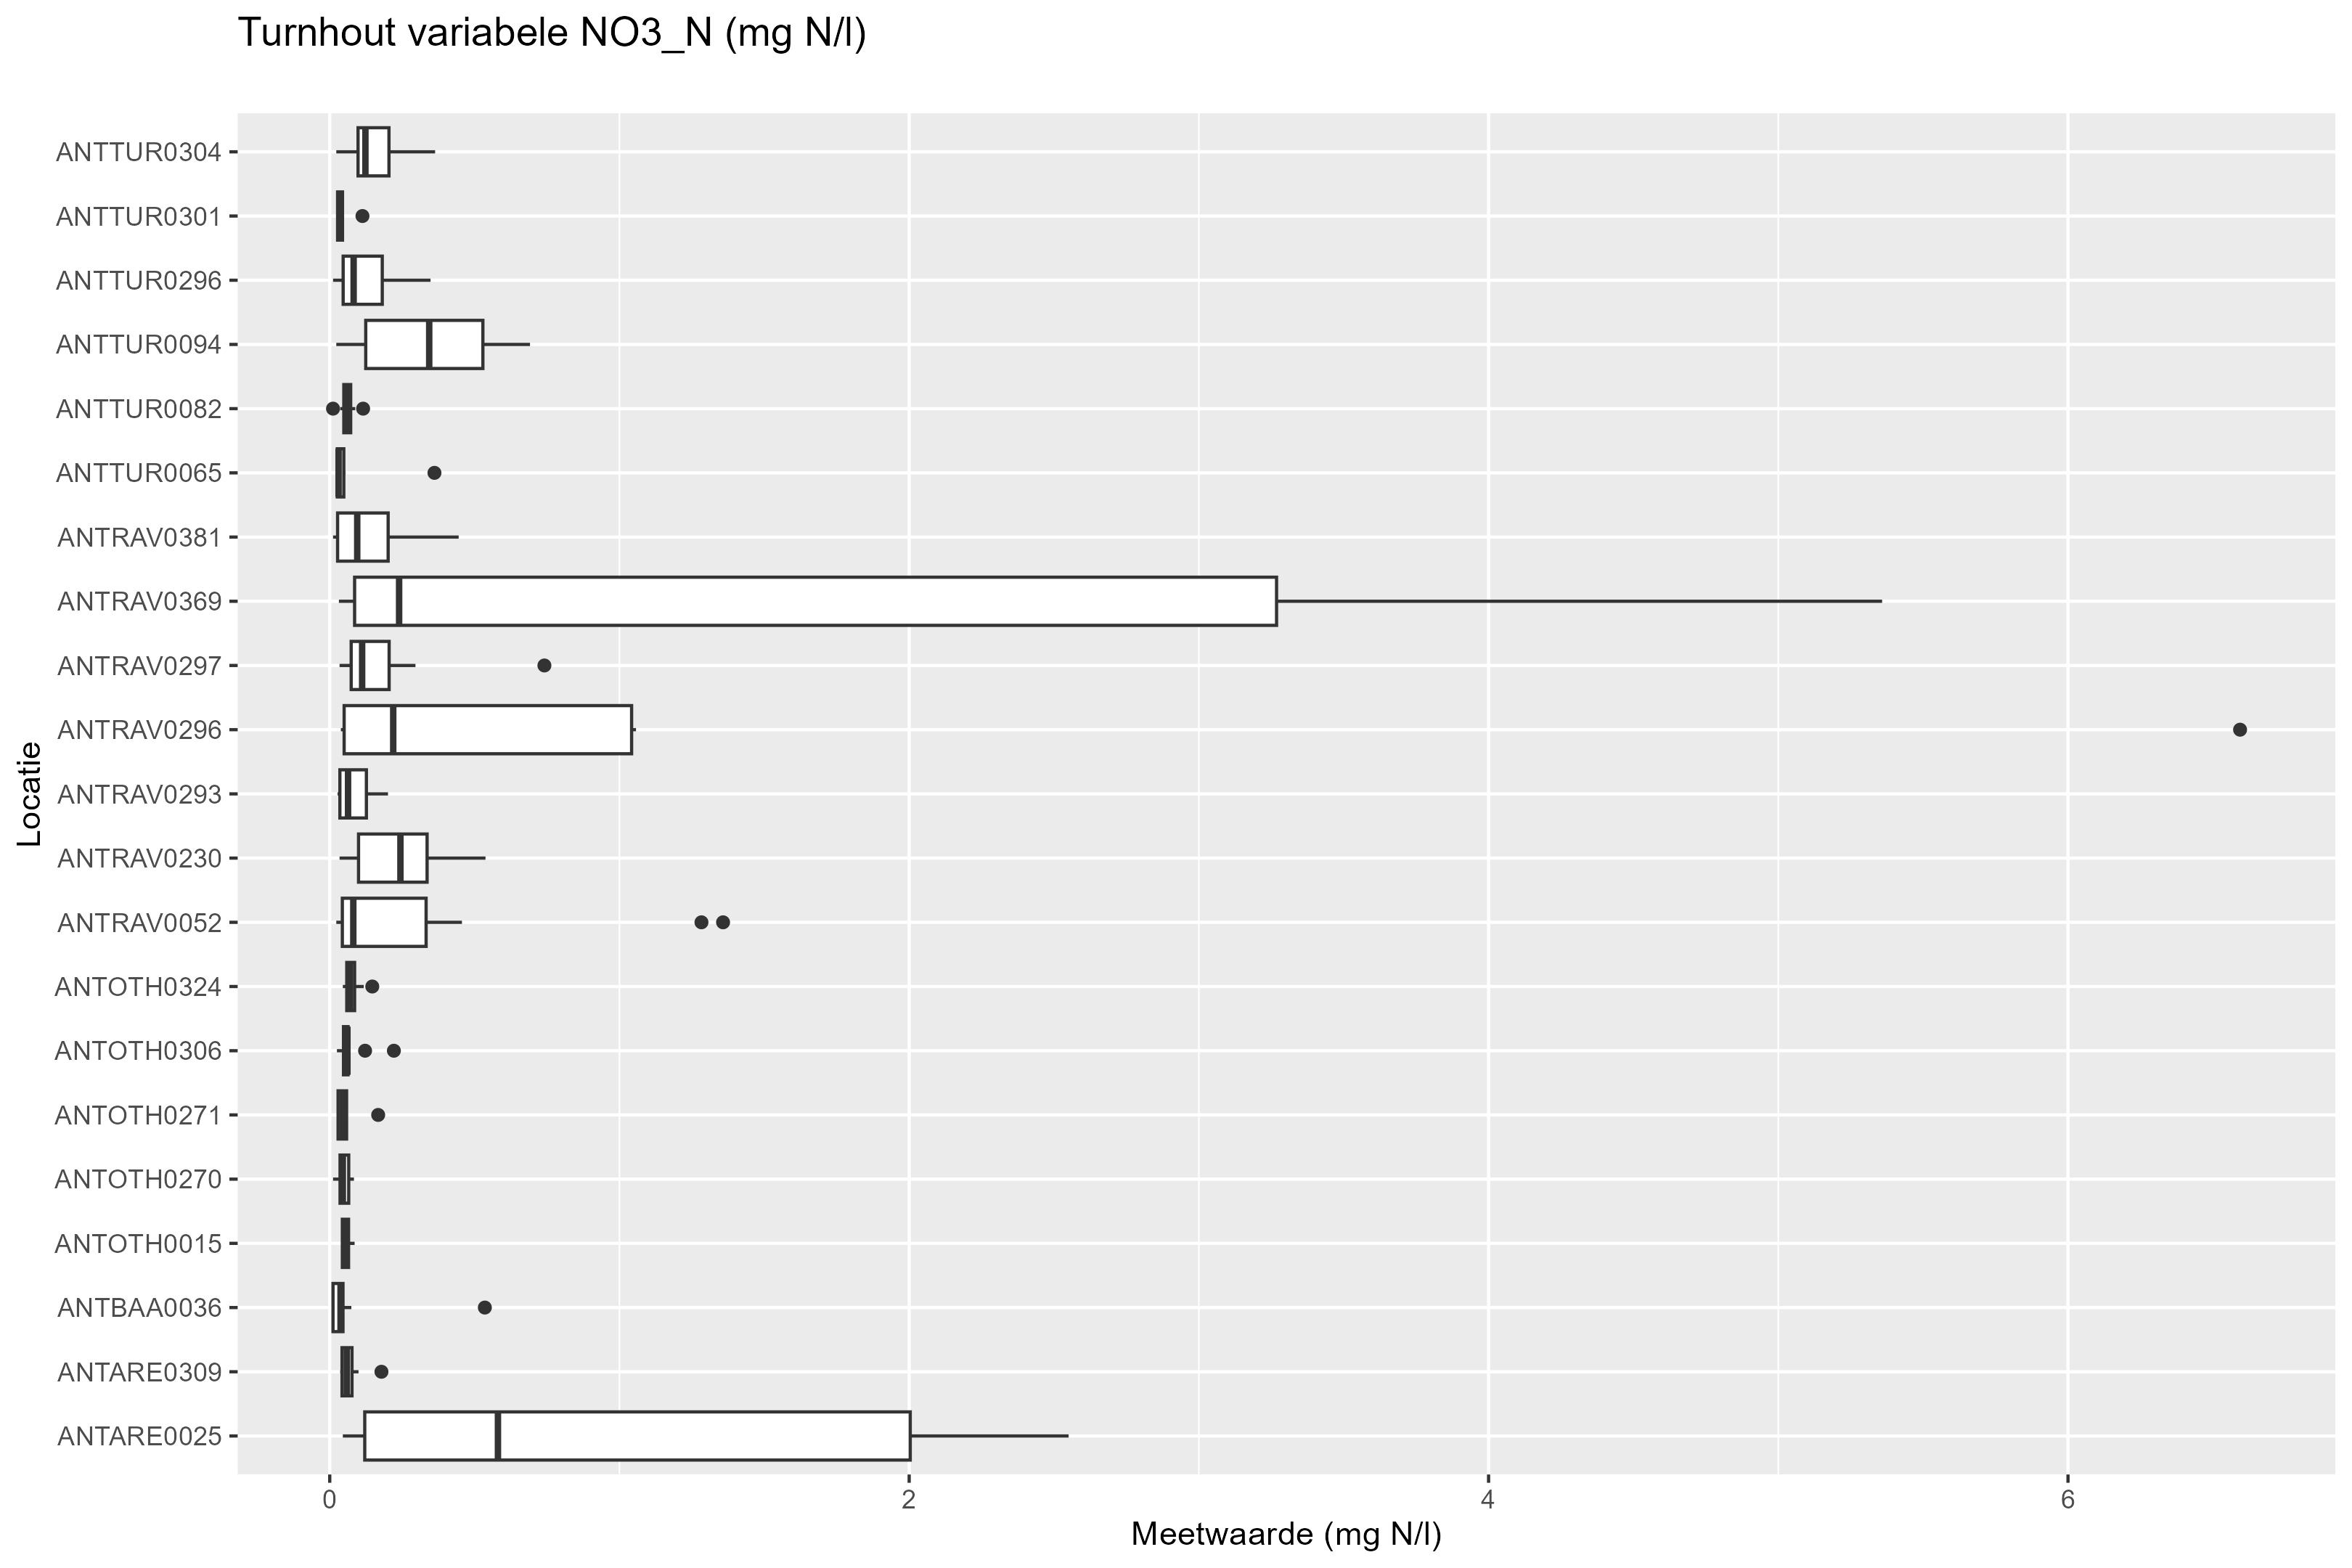 Turnhout variabele NO3_N (mg N/l)
Locatie
ANTTUR0304
ANTTUR0301
ANTTUR0296
ANTTUR0094
ANTTUR0082
ANTTUR0065
ANTRAV0381
ANTRAV0369
ANTRAV0297
ANTRAV0296
ANTRAV0293
ANTRAV0230
ANTRAV0052
ANTOTH0324
ANTOTH0306
ANTOTH0271
ANTOTH0270
ANTOTH0015
ANTBAA0036
ANTARE0309
ANTARE0025
0 2 4 6
Meetwaarde (mg N/l)